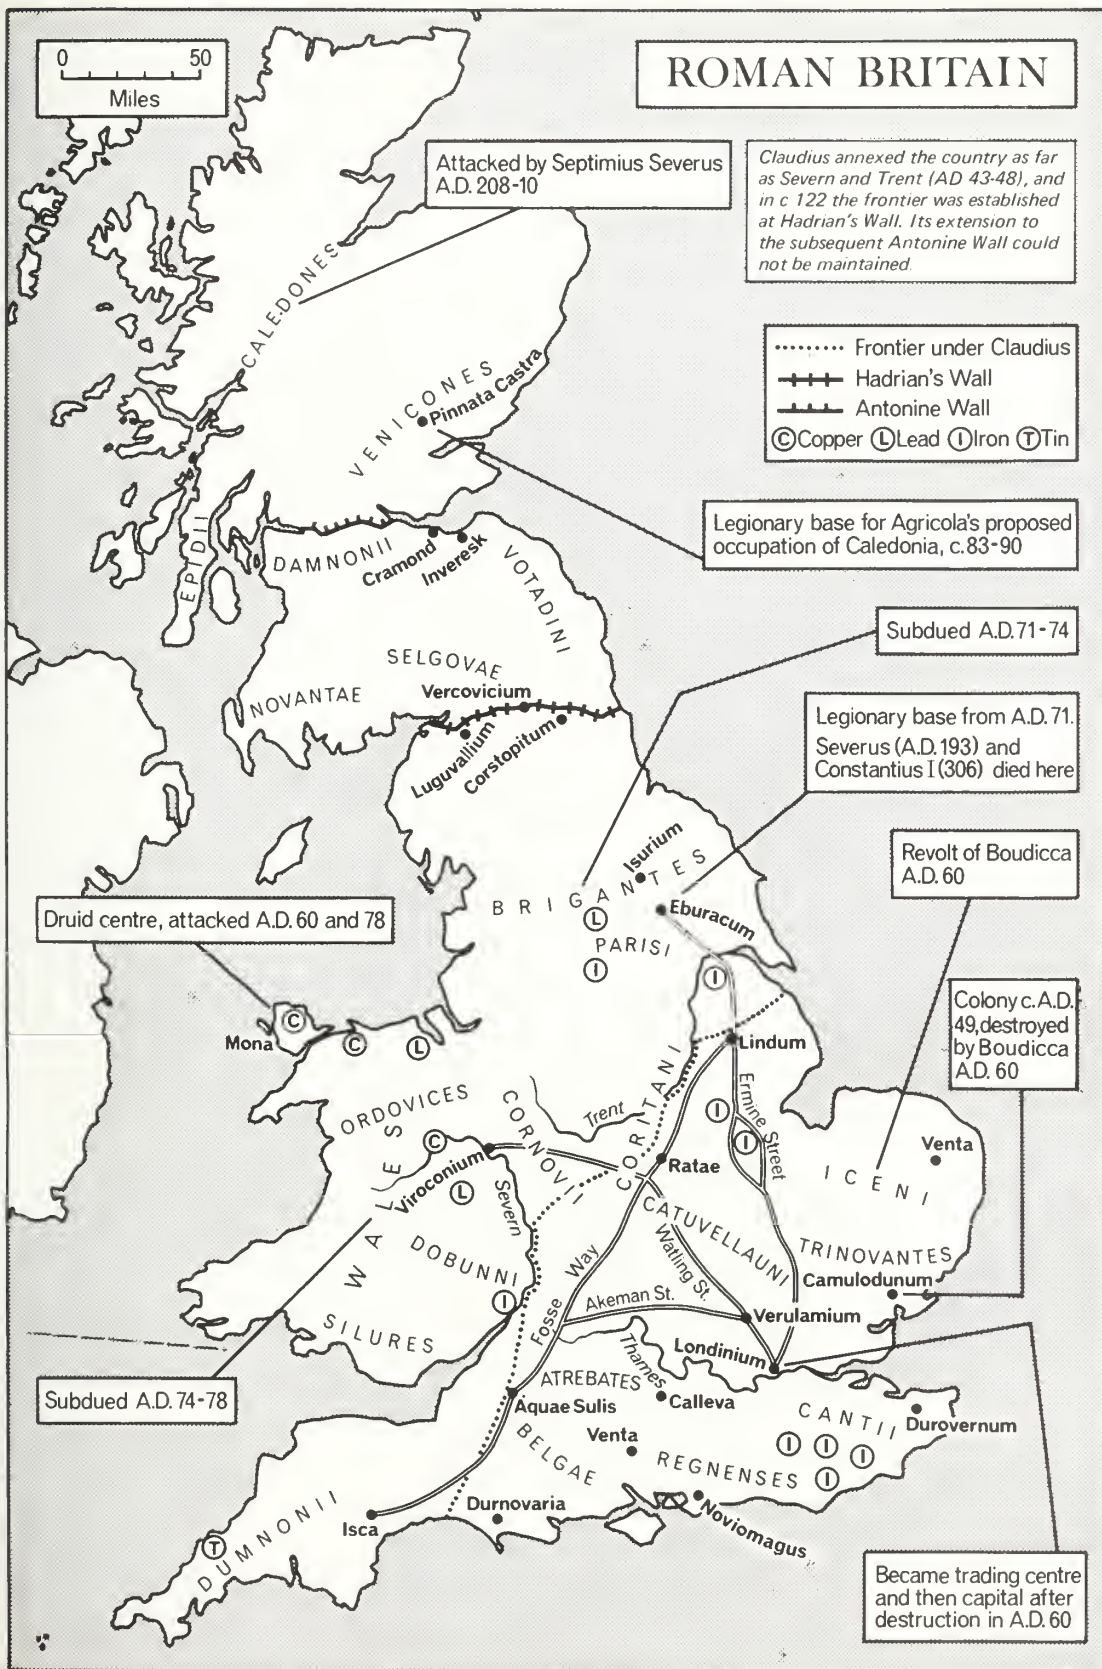 0 50
Miles
ROMAN BRITAIN
Attacked by Septimius Severus
A.D. 208-10
Claudius annexed the country as far
as Severn and Trent (AD 43-48), and
in c 122 the frontier was established
at Hadrian's Wall. Its extension to
the subsequent Antonine Wall could
not be maintained.
Frontier under Claudius
Hadrian's Wall
Antonine Wall
C Copper L Lead I Iron T Tin
CALEDONES
VENICONES
Pinnata Castra
Legionary base for Agricola's proposed
occupation of Caledonia, c.83-90
EPIDII
DAMNONII
Cramond
Inveresk
VOTADINI
Subdued A.D. 71-74
SELGOVAE
NOVANTAE
Vercovicium
Luguvallium
Corstopitum
Legionary base from A.D. 71.
Severus (A.D. 193) and
Constantius I (306) died here
Isurium
BRIGANTES
L
Eburacum
PARISI
I
I
Revolt of Boudicca
A.D. 60
Druid centre, attacked A.D. 60 and 78
Colony c. A.D.
49, destroyed
by Boudicca
A.D. 60
C
Mona
C
L
Lindum
ORDOVICES
CORNOVII
Trent
CORITANI
Ermine Street
I
I
Venta
ICENI
C
Viroconium
L
Severn
Ratae
WALES
DOBUNNI
I
SILURES
CATUVELLAUNI
Watling St.
TRINOVANTES
Camulodunum
Fosse Way
Akeman St.
Verulamium
Londinium
Thames
Subdued A.D. 74-78
ATREBATES
Aquae Sulis
Calleva
CANTII
Durovernum
Venta
BELGAE
REGNENSES
I
I
I
I
Noviomagus
Durnovaria
Isca
DUMNONII
T
Became trading centre
and then capital after
destruction in A.D. 60